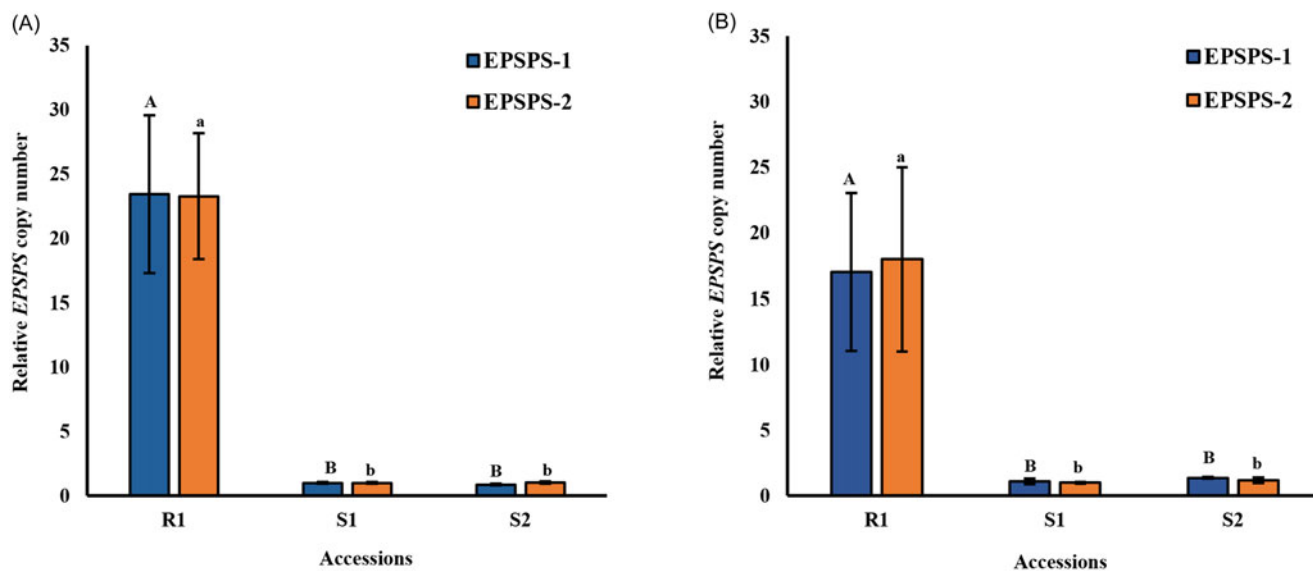 (A)
Relative EPSPS copy number
35
30
25
20
15
10
5
0
EPSPS-1
EPSPS-2
A
a
B
b
B
b
R1
S1
S2
Accessions
(B)
Relative EPSPS copy number
35
30
25
20
15
10
5
0
EPSPS-1
EPSPS-2
A
a
B
b
B
b
R1
S1
S2
Accessions